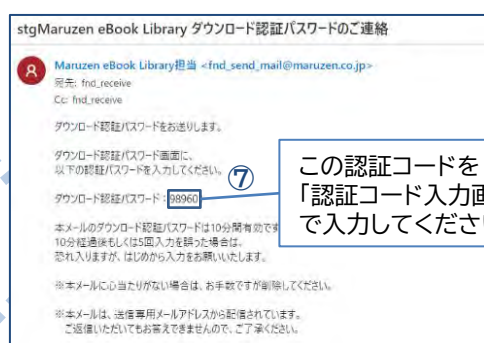 stgMaruzen eBook Library ダウンロード認証パスワードのご連絡
R
Maruzen eBook Library担当 <fnd_send_mail@maruzen.co.jp>
宛先: fnd_receive
Cc: fnd_receive
ダウンロード認証パスワードをお送りします。
ダウンロード認証パスワード画面に、
以下の認証パスワードを入力してください。
⑦
ダウンロード認証パスワード：98960
この認証コードを
「認証コード入力画
で入力してくださ
本メールのダウンロード認証パスワードは10分間有効です
10分経過後もしくは5回入力を誤った場合は、
恐れ入りますが、はじめから入力をお願いいたします。
※本メールに心当たりがない場合は、お手数ですが削除してください。
※本メールは、送信専用メールアドレスから配信されています。
ご返信いただいてもお答えできませんので、ご了承ください。